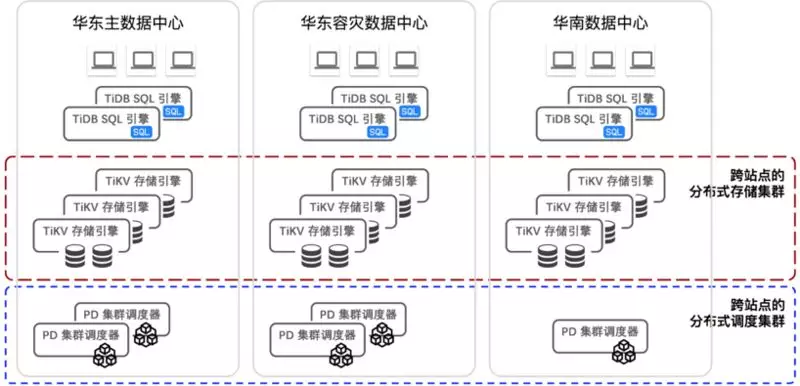 华东主数据中心
华东容灾数据中心
华南数据中心
TiDB SQL 引擎
SQL
TiDB SQL 引擎
SQL
TiDB SQL 引擎
SQL
TiDB SQL 引擎
SQL
TiDB SQL 引擎
SQL
TiDB SQL 引擎
SQL
跨站点的
分布式存储集群
TiKV 存储引擎
TiKV 存储引擎
TiKV 存储引擎
TiKV 存储引擎
TiKV 存储引擎
TiKV 存储引擎
TiKV 存储引擎
TiKV 存储引擎
TiKV 存储引擎
跨站点的
分布式调度集群
PD 集群调度器
PD 集群调度器
PD 集群调度器
PD 集群调度器
PD 集群调度器